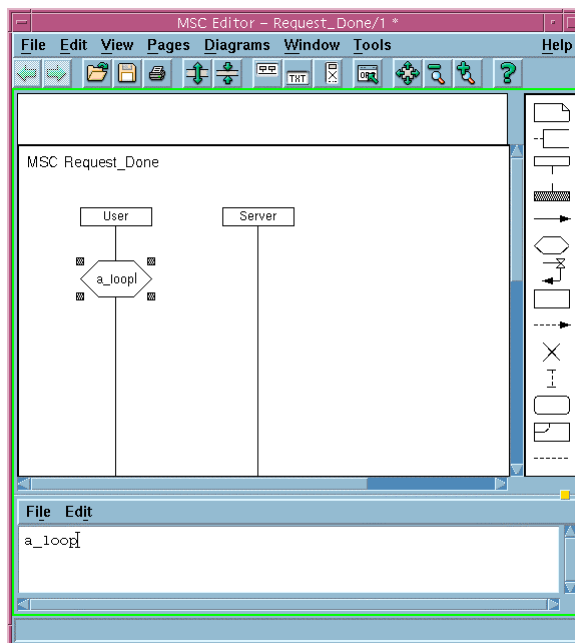 MSC Editor – Request_Done/1 *
File Edit View Pages Diagrams Window Tools Help
TXT
MSC Request_Done
User Server
a_loop
File Edit
a_loop